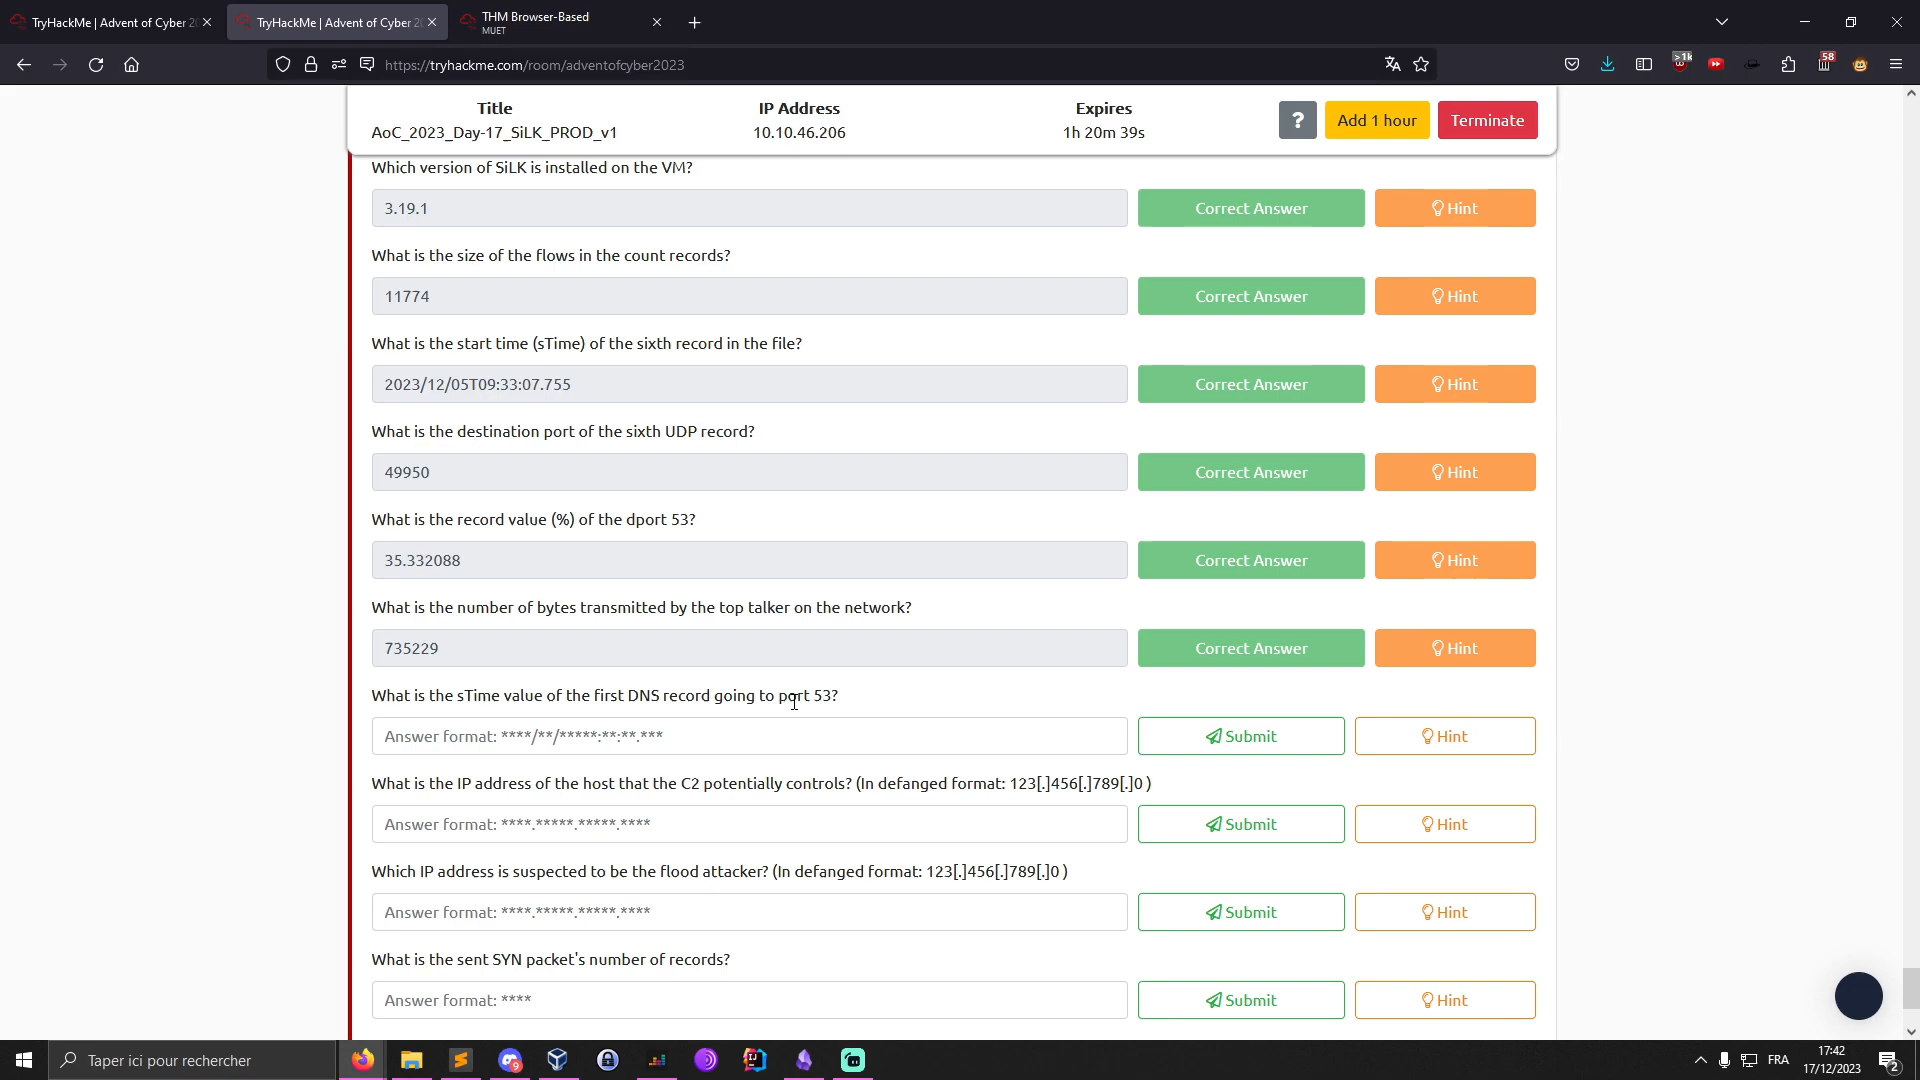 TryHackMe | Advent of Cyber 2
TryHackMe | Advent of Cyber 2
THM Browser-Based
MUET
https://tryhackme.com/room/adventofcyber2023
>1k
58
Title
IP Address
Expires
AoC_2023_Day-17_SiLK_PROD_v1
10.10.46.206
1h 20m 39s
?
Add 1 hour
Terminate
Which version of SiLK is installed on the VM?
3.19.1
Correct Answer
Hint
What is the size of the flows in the count records?
11774
Correct Answer
Hint
What is the start time (sTime) of the sixth record in the file?
2023/12/05T09:33:07.755
Correct Answer
Hint
What is the destination port of the sixth UDP record?
49950
Correct Answer
Hint
What is the record value (%) of the dport 53?
35.332088
Correct Answer
Hint
What is the number of bytes transmitted by the top talker on the network?
735229
Correct Answer
Hint
What is the sTime value of the first DNS record going to port 53?
Answer format: ****/**/*****:**:**.***
Submit
Hint
What is the IP address of the host that the C2 potentially controls? (In defanged format: 123[.]456[.]789[.]0 )
Answer format: ****.*****.*****.****
Submit
Hint
Which IP address is suspected to be the flood attacker? (In defanged format: 123[.]456[.]789[.]0 )
Answer format: ****.*****.*****.****
Submit
Hint
What is the sent SYN packet's number of records?
Answer format: ****
Submit
Hint
Taper ici pour rechercher
9
FRA
17:42
17/12/2023
2